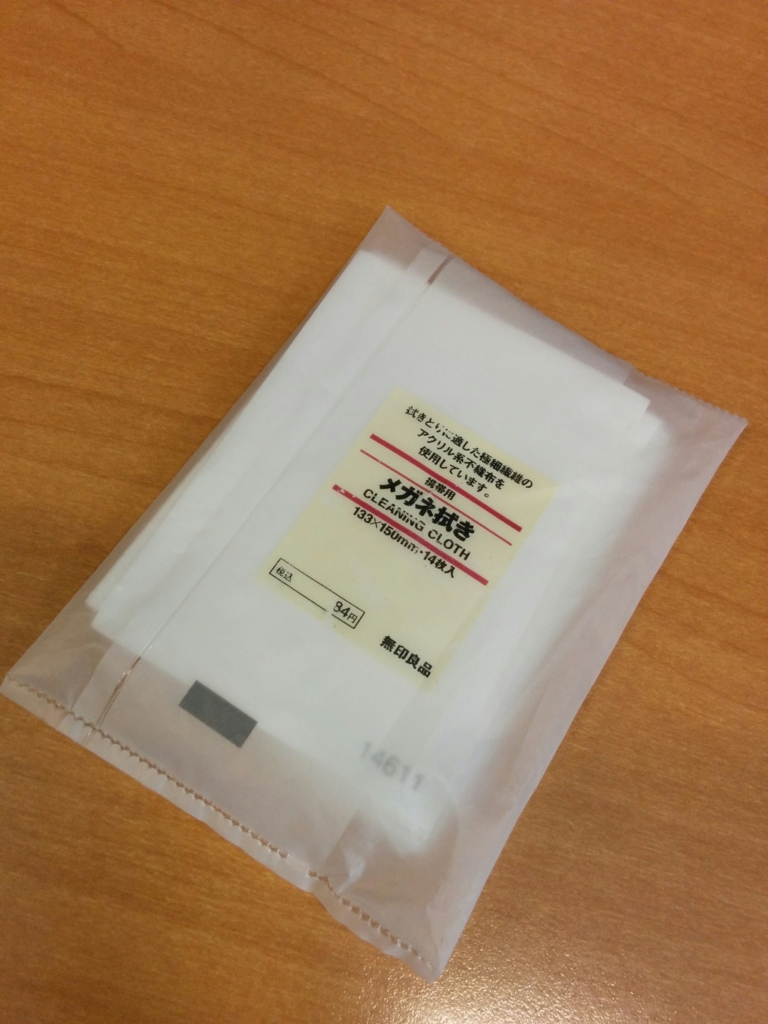 拭きとりに適した極細繊維の
アクリル系不織布を
使用しています。
携帯用
メガネ拭き
CLEANING CLOTH
133×150mm・14枚入
税込 84円
無印良品
14611